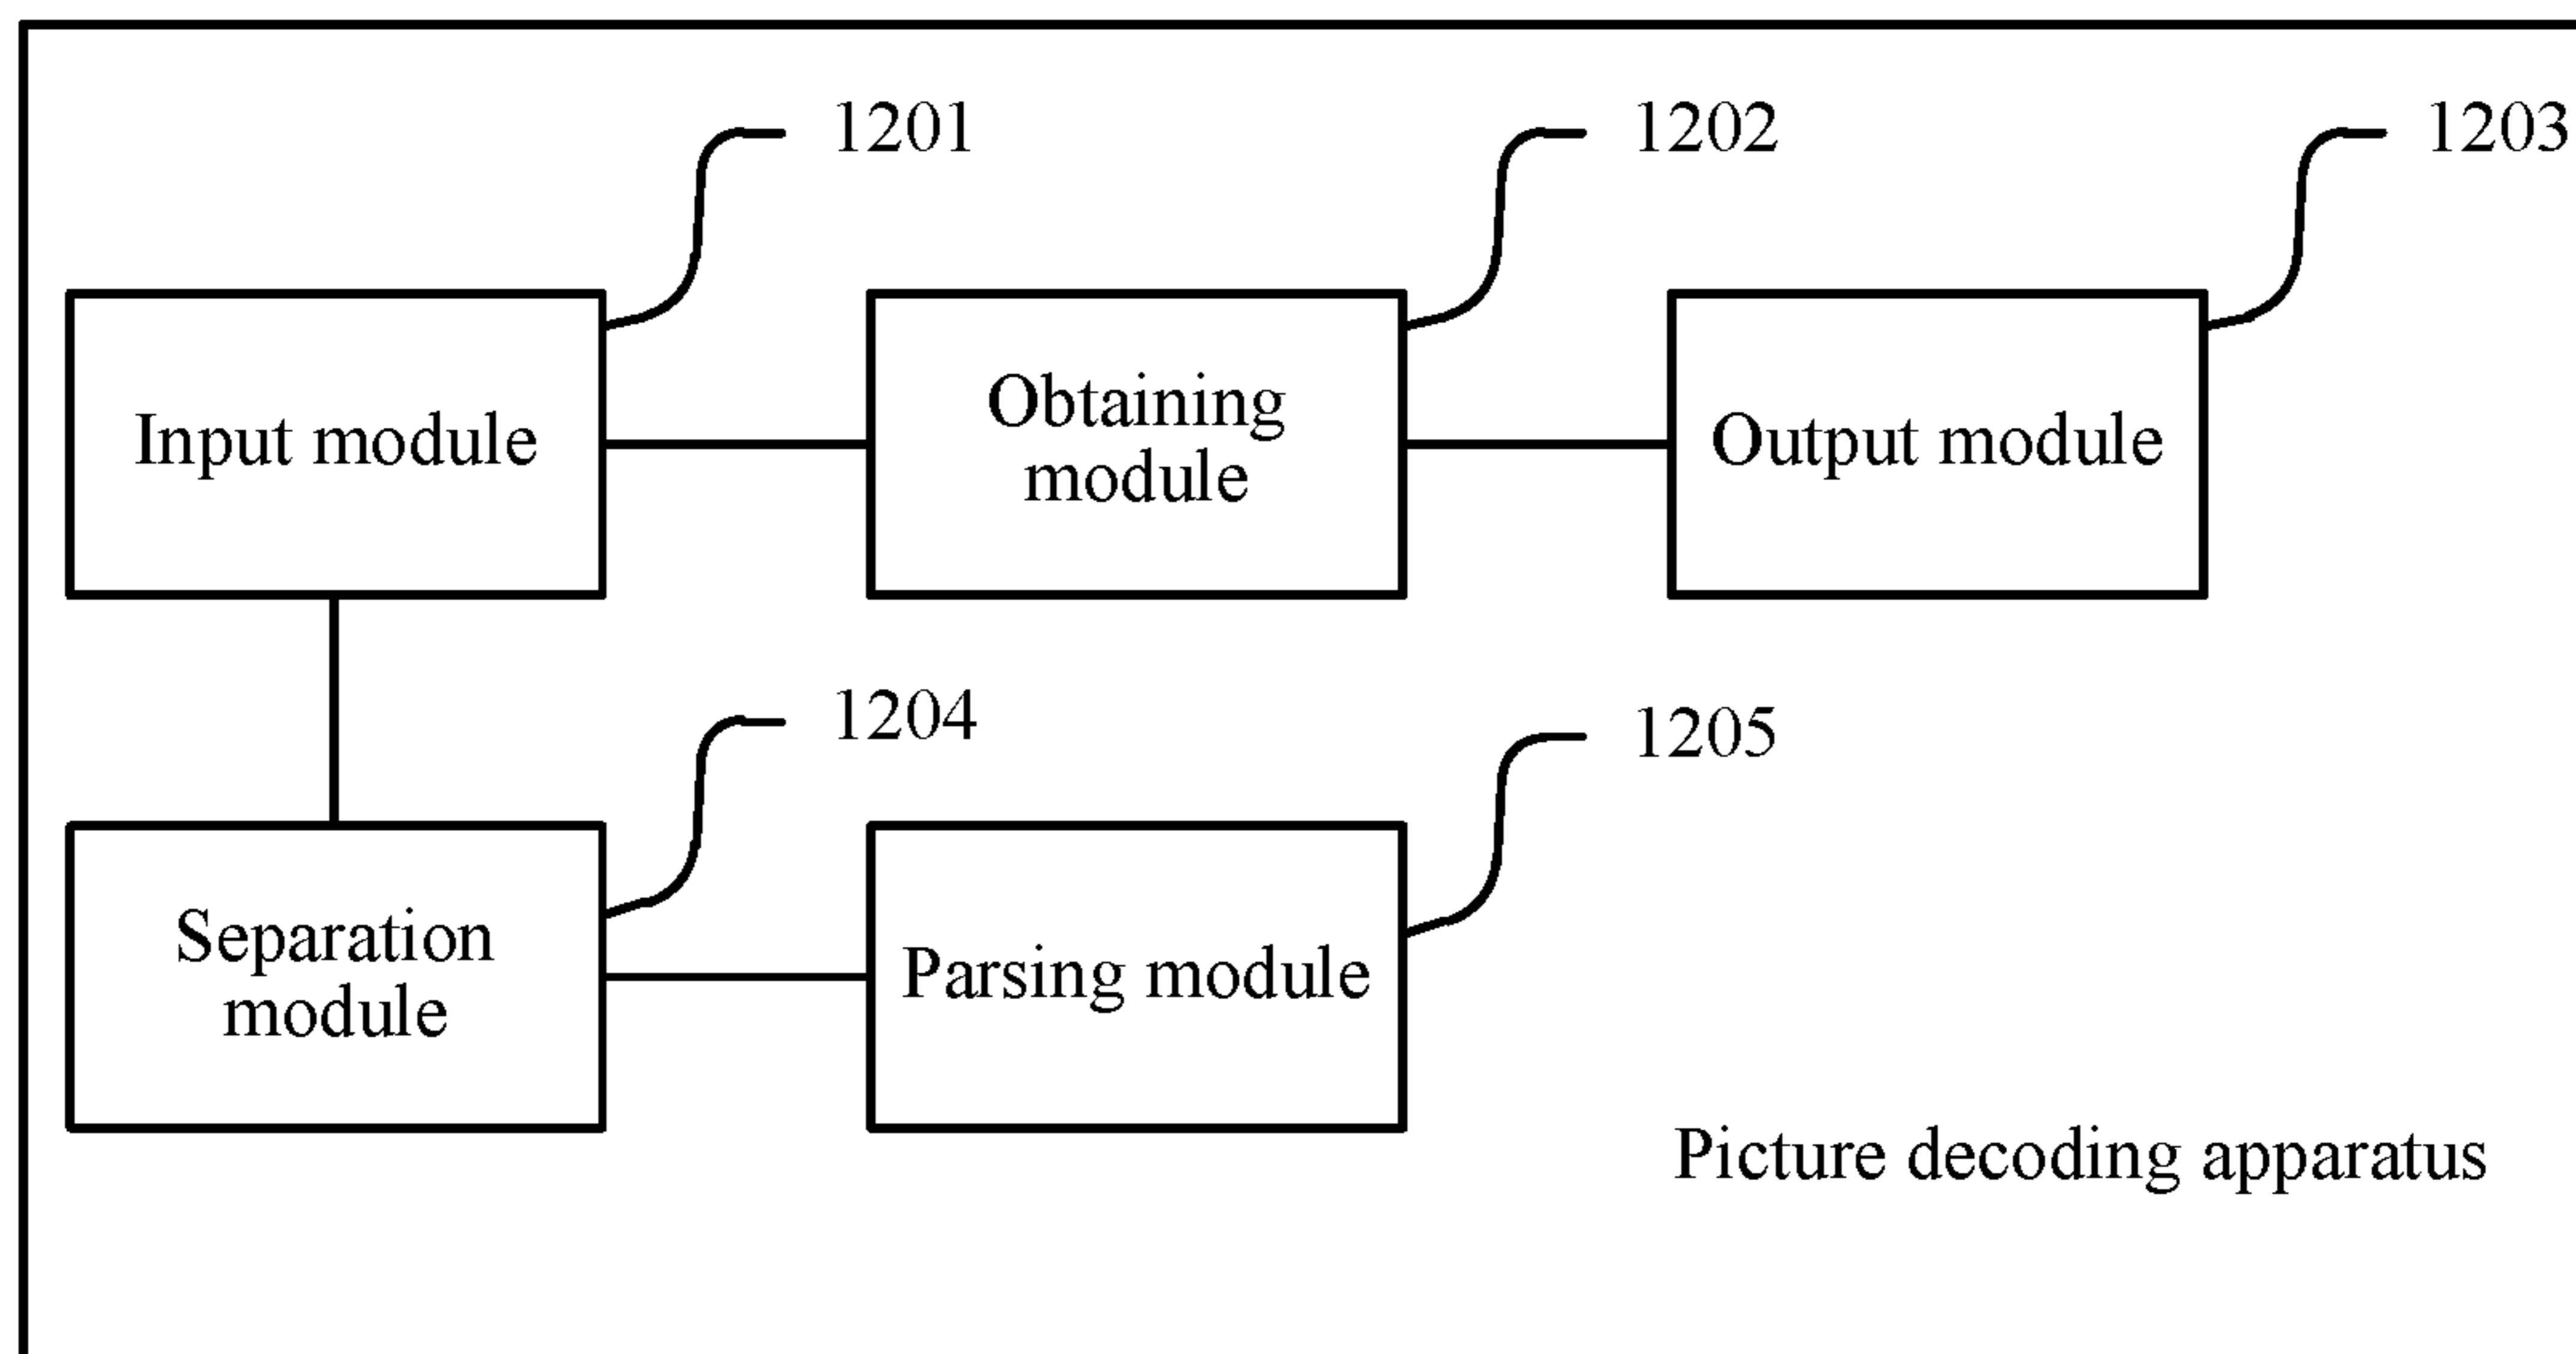 1201
1202
1203
Input module
Obtaining
module
Output module
1204
1205
Separation
module
Parsing module
Picture decoding apparatus